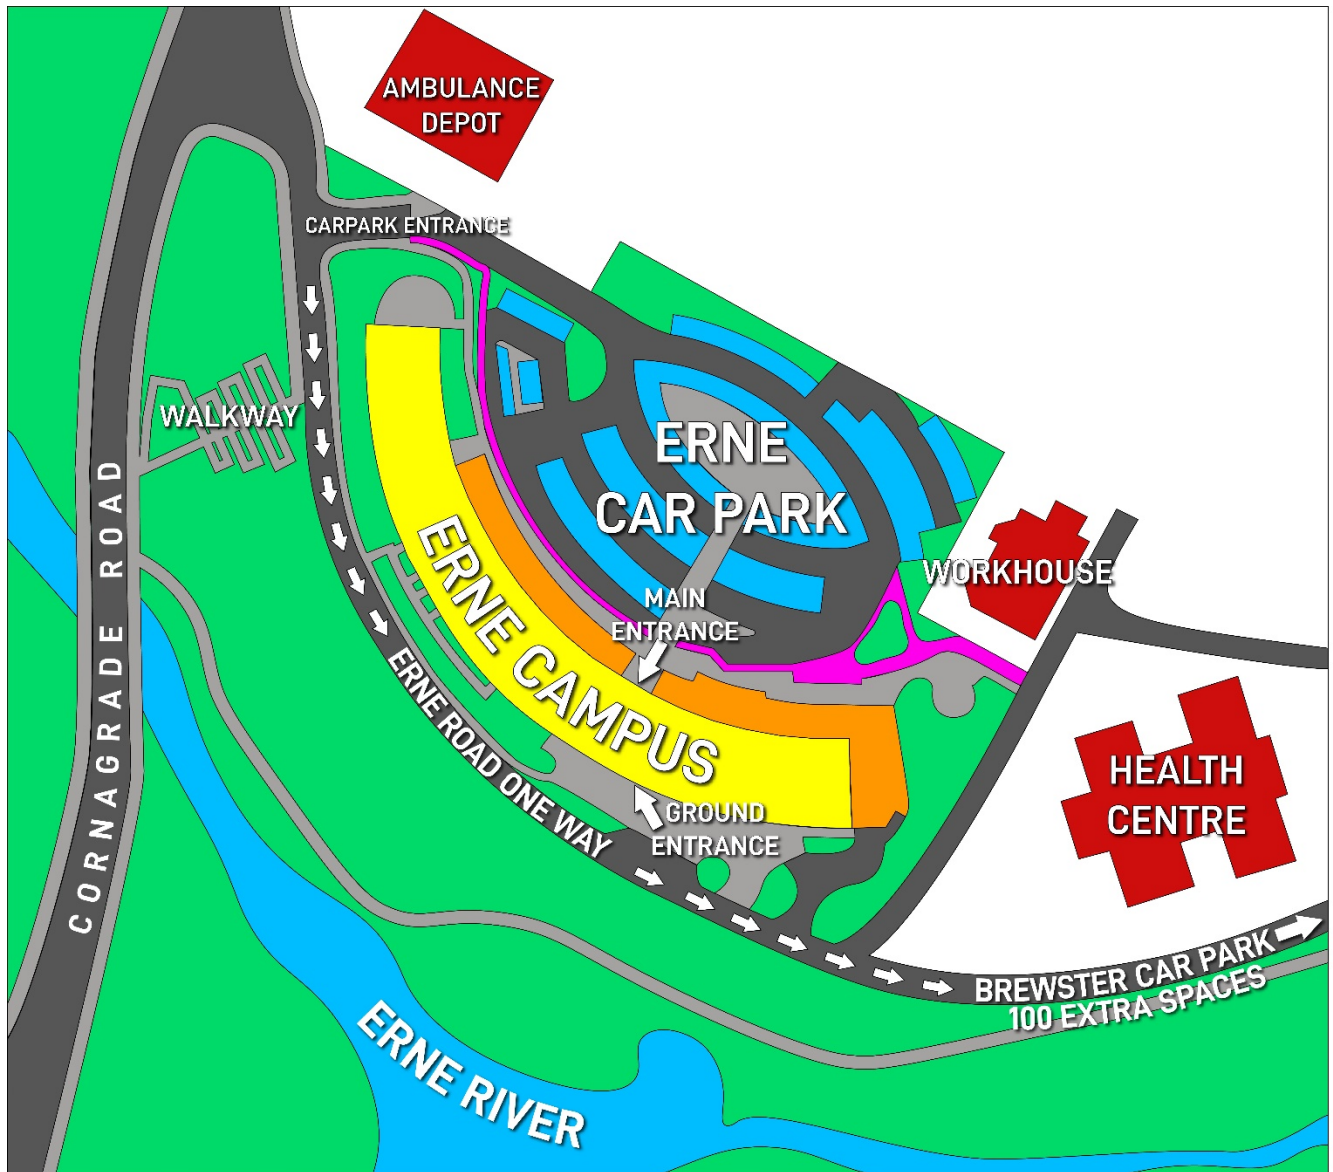 AMBULANCE
DEPOT
CARPARK ENTRANCE
WALKWAY
ERNE
CAR PARK
CORNAGRADE ROAD
WORKHOUSE
MAIN
ENTRANCE
ERNE CAMPUS
ERNE ROAD ONE WAY
HEALTH
CENTRE
GROUND
ENTRANCE
BREWSTER CAR PARK
100 EXTRA SPACES
ERNE RIVER